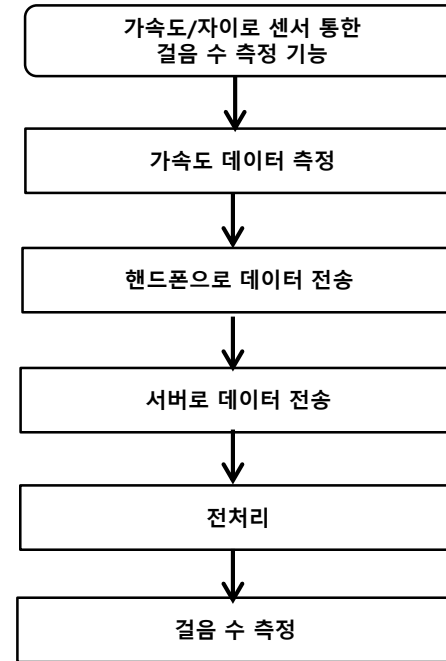 가속도/자이로 센서 통한
걸음 수 측정 기능
가속도 데이터 측정
핸드폰으로 데이터 전송
서버로 데이터 전송
전처리
걸음 수 측정